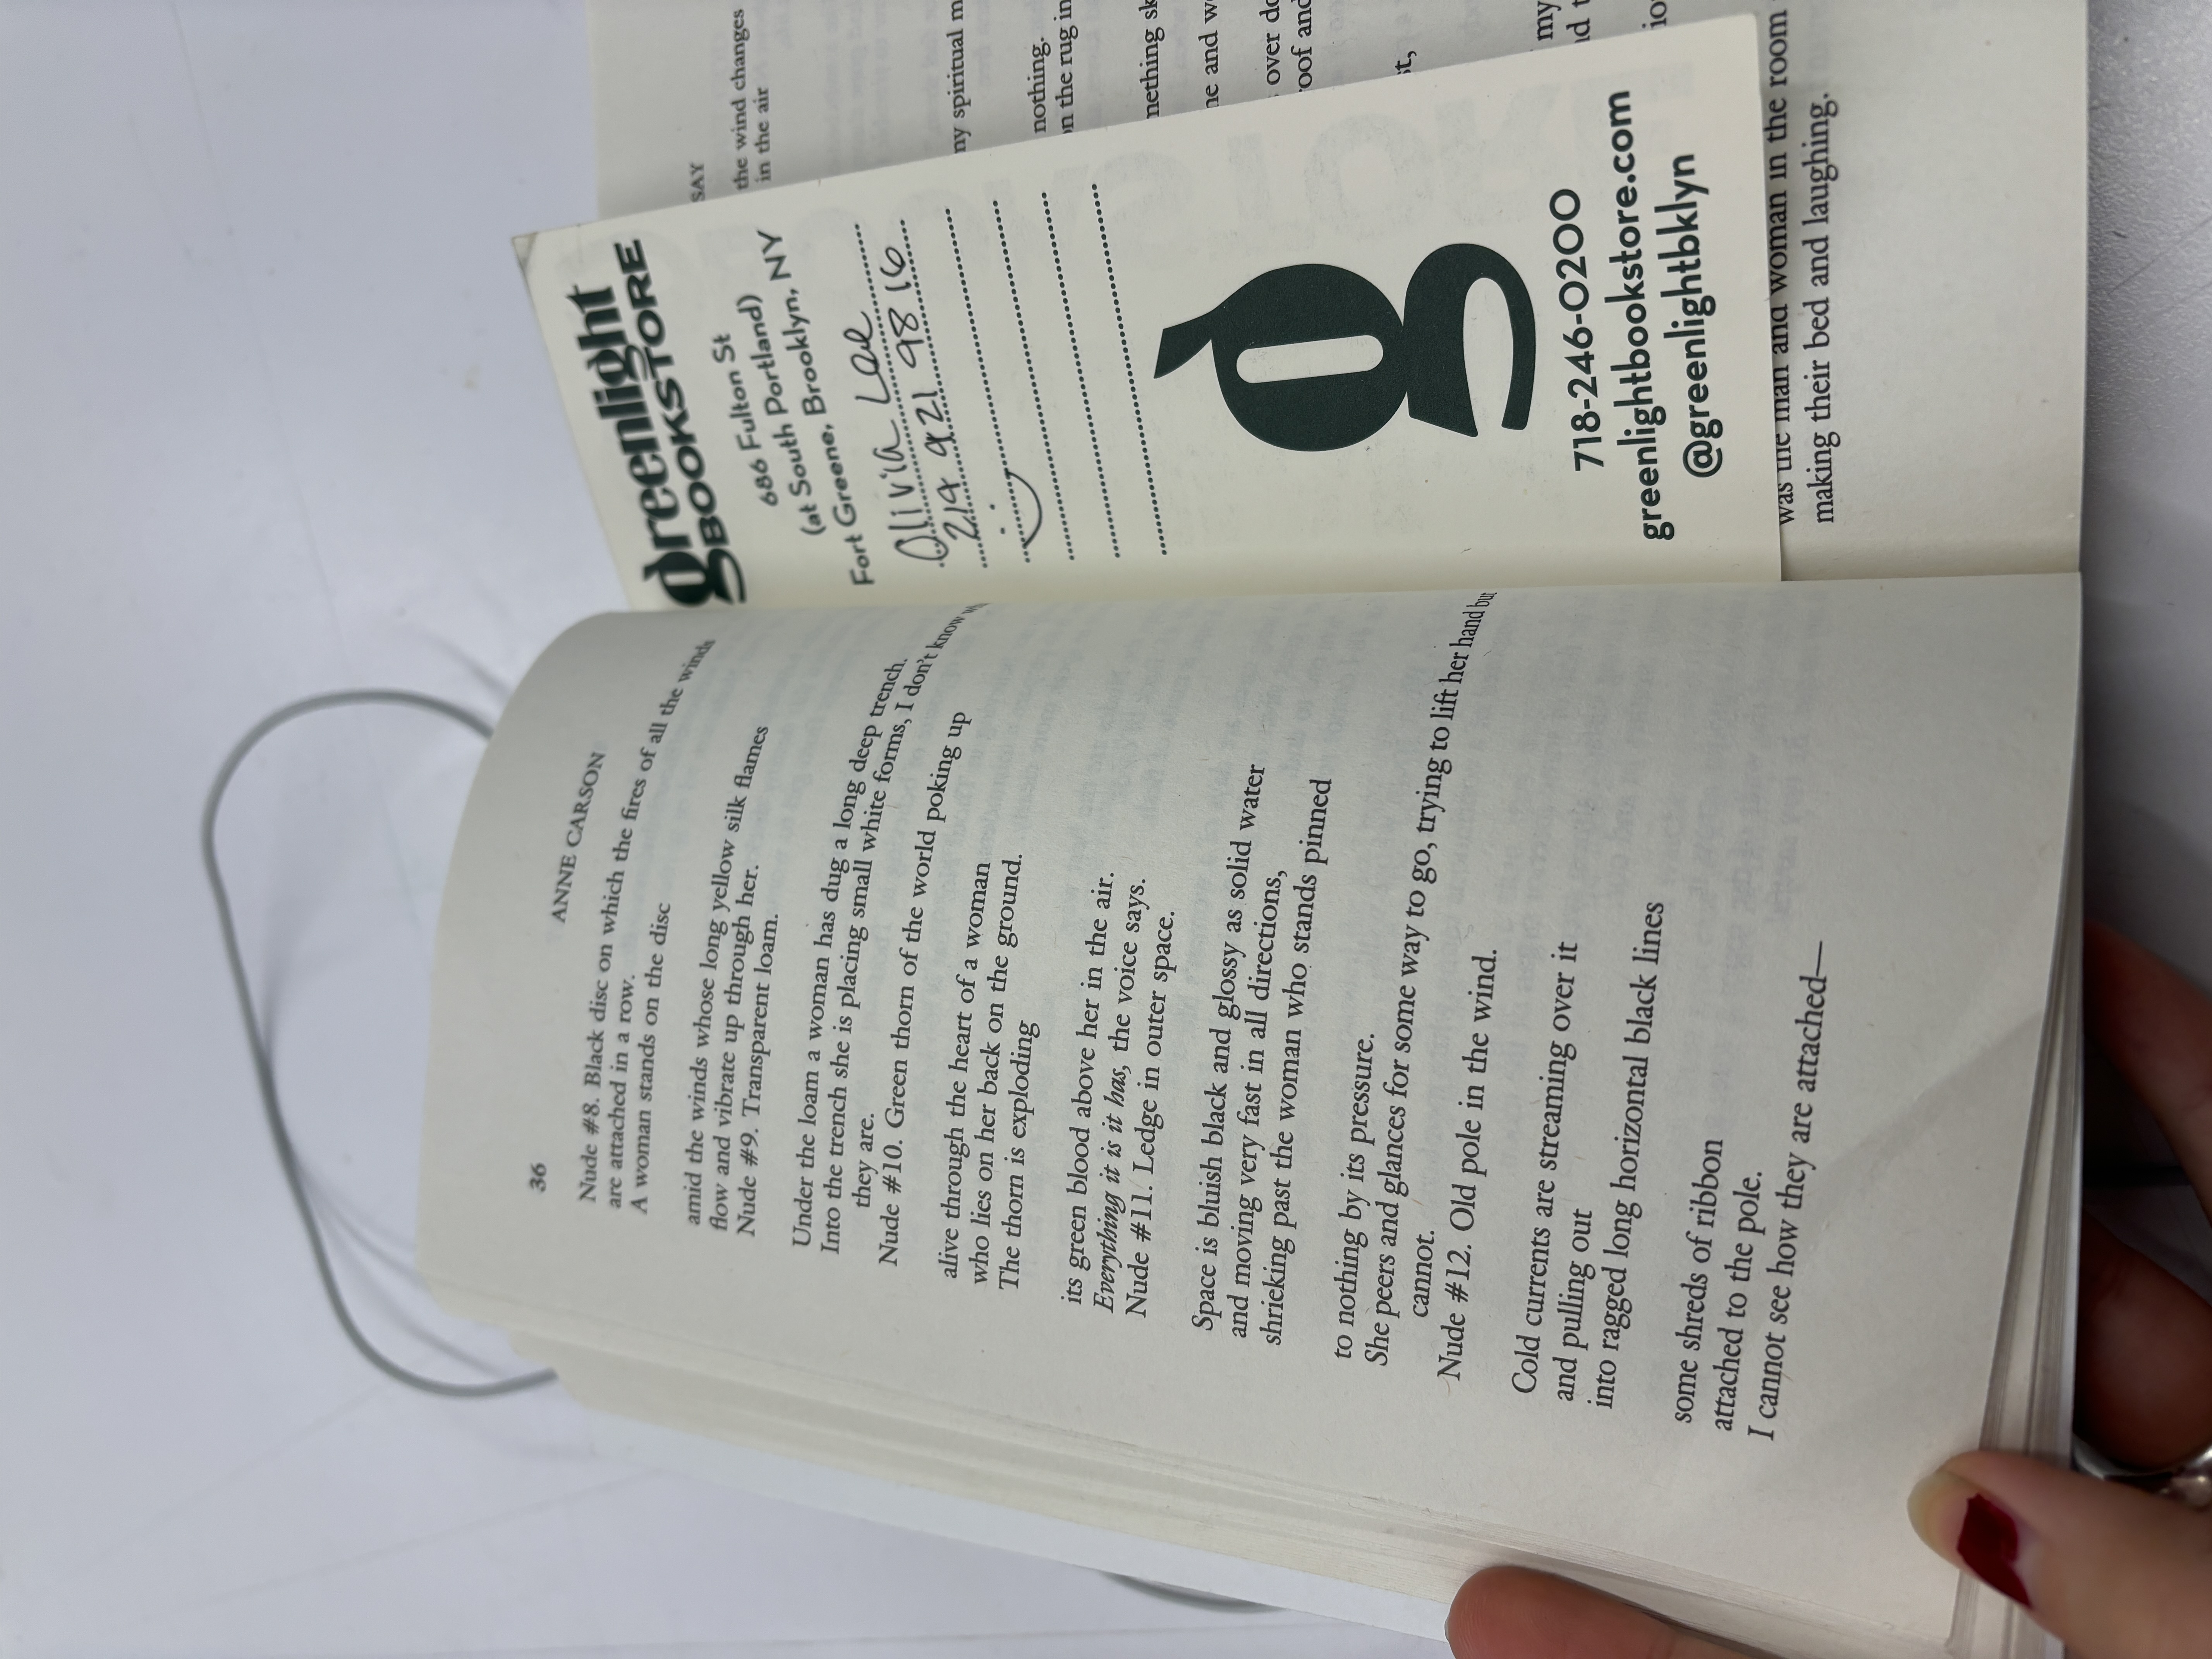 36
ANNE CARSON
Nude #8. Black disc on which the fires of all the winds
are attached in a row.
A woman stands on the disc
amid the winds whose long yellow silk flames
flow and vibrate up through her.
Nude #9. Transparent loam.
Under the loam a woman has dug a long deep trench.
Into the trench she is placing small white forms, I don't know
they are.
Nude #10. Green thorn of the world poking up
alive through the heart of a woman
who lies on her back on the ground.
The thorn is exploding
its green blood above her in the air.
Everything it is it has, the voice says.
Nude #11. Ledge in outer space.
Space is bluish black and glossy as solid water
and moving very fast in all directions,
shrieking past the woman who stands pinned
to nothing by its pressure.
She peers and glances for some way to go, trying to lift her hand but
cannot.
Nude #12. Old pole in the wind.
Cold currents are streaming over it
and pulling out
into ragged long horizontal black lines
some shreds of ribbon
attached to the pole.
I cannot see how they are attached—
greenlight
BOOKSTORE
686 Fulton St
(at South Portland)
Fort Greene, Brooklyn, NY
Olivia Lee
214 421 9816
g
718-246-0200
greenlightbookstore.com
@greenlightbklyn
SAY
the wind changes
in the air
spiritual
nothing.
the rug in
and
over
and
my
was the man and woman in the room
making their bed and laughing.